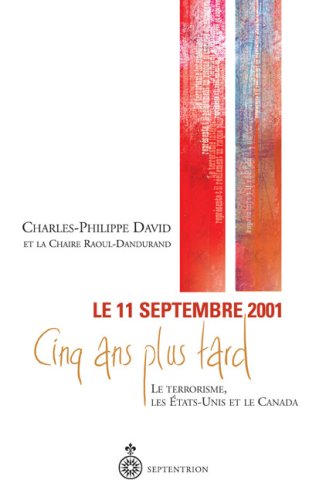 CHARLES-PHILIPPE DAVID
ET LA CHAIRE RAOUL-DANDURAND
LE 11 SEPTEMBRE 2001
Cinq ans plus tard
LE TERRORISME,
LES ÉTATS-UNIS ET LE CANADA
SEPTENTRION